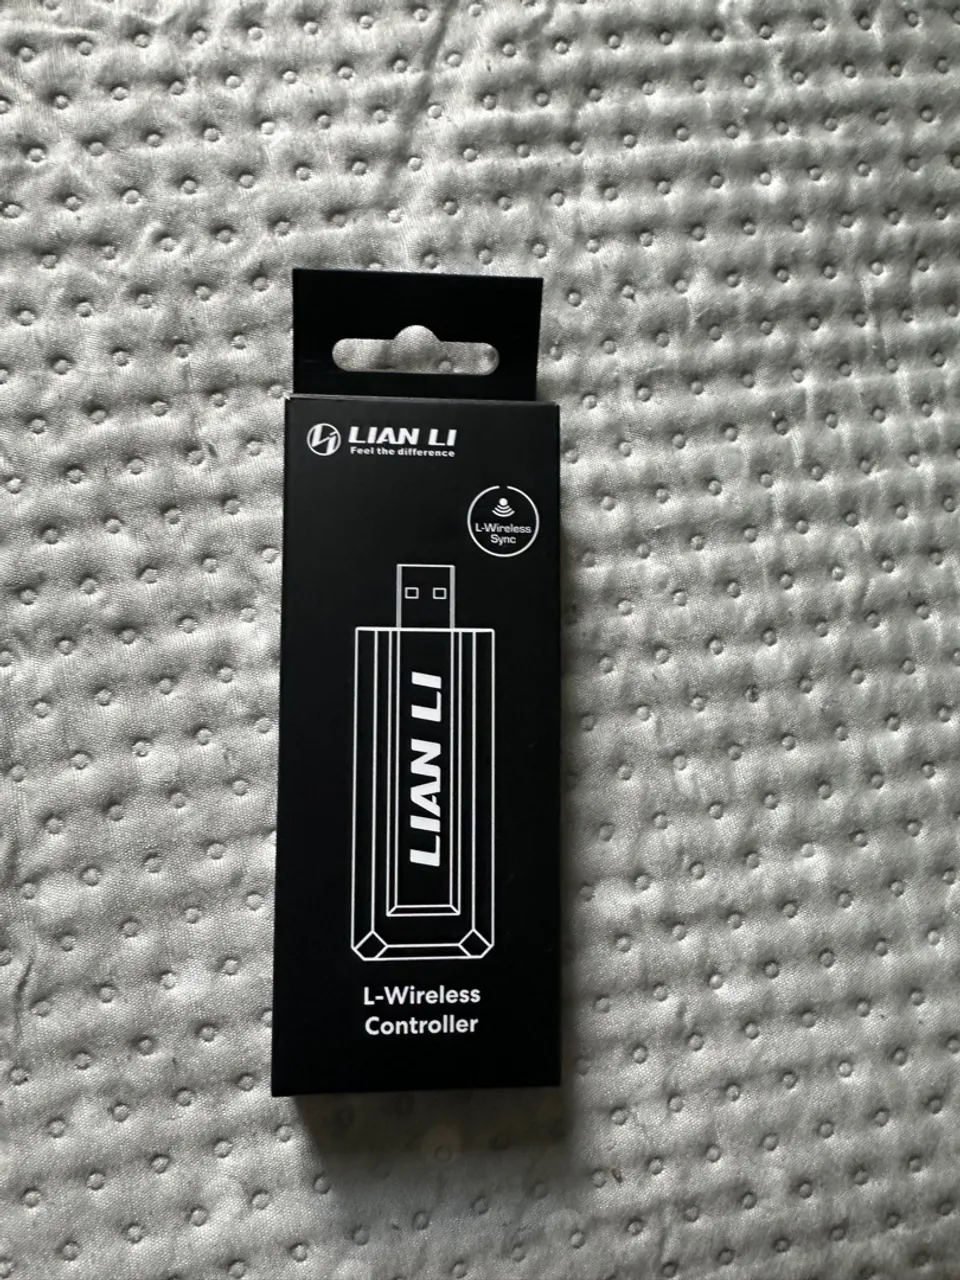 LIAN LI
Feel the difference
L-Wireless
Sync
LIAN LI
L-Wireless
Controller